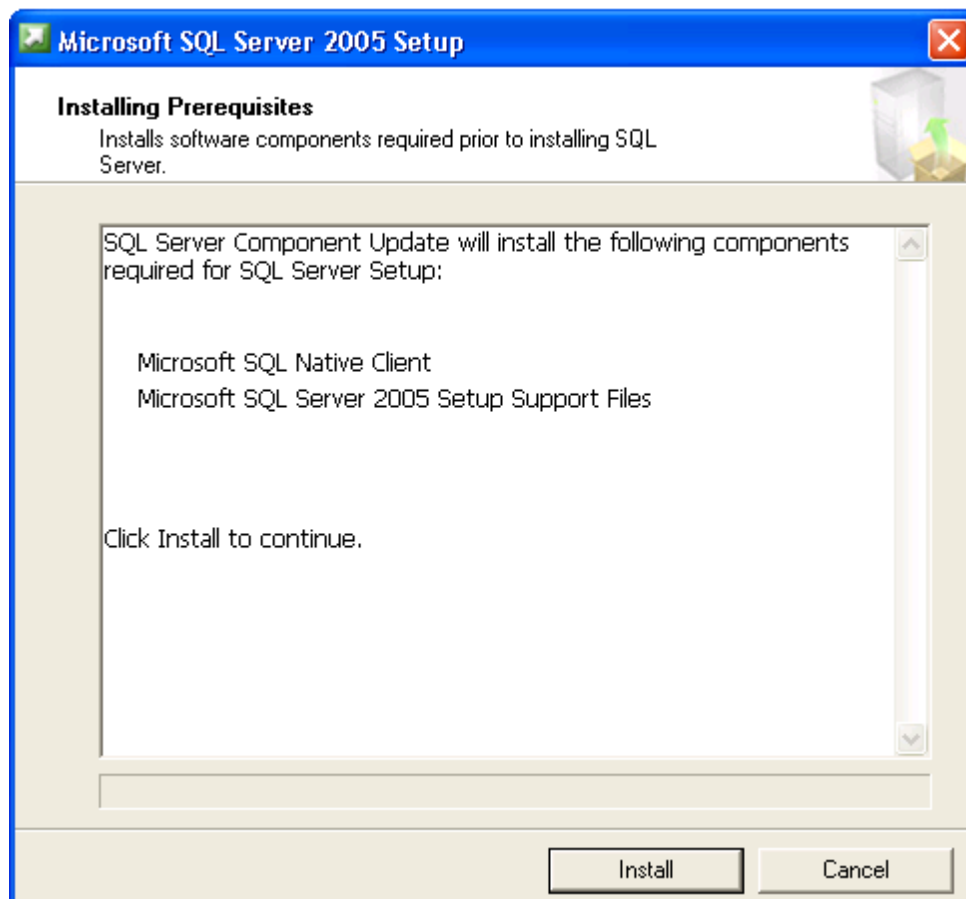 Microsoft SQL Server 2005 Setup
Installing Prerequisites
Installs software components required prior to installing SQL
Server.
SQL Server Component Update will install the following components
required for SQL Server Setup:
Microsoft SQL Native Client
Microsoft SQL Server 2005 Setup Support Files
Click Install to continue.
Install
Cancel